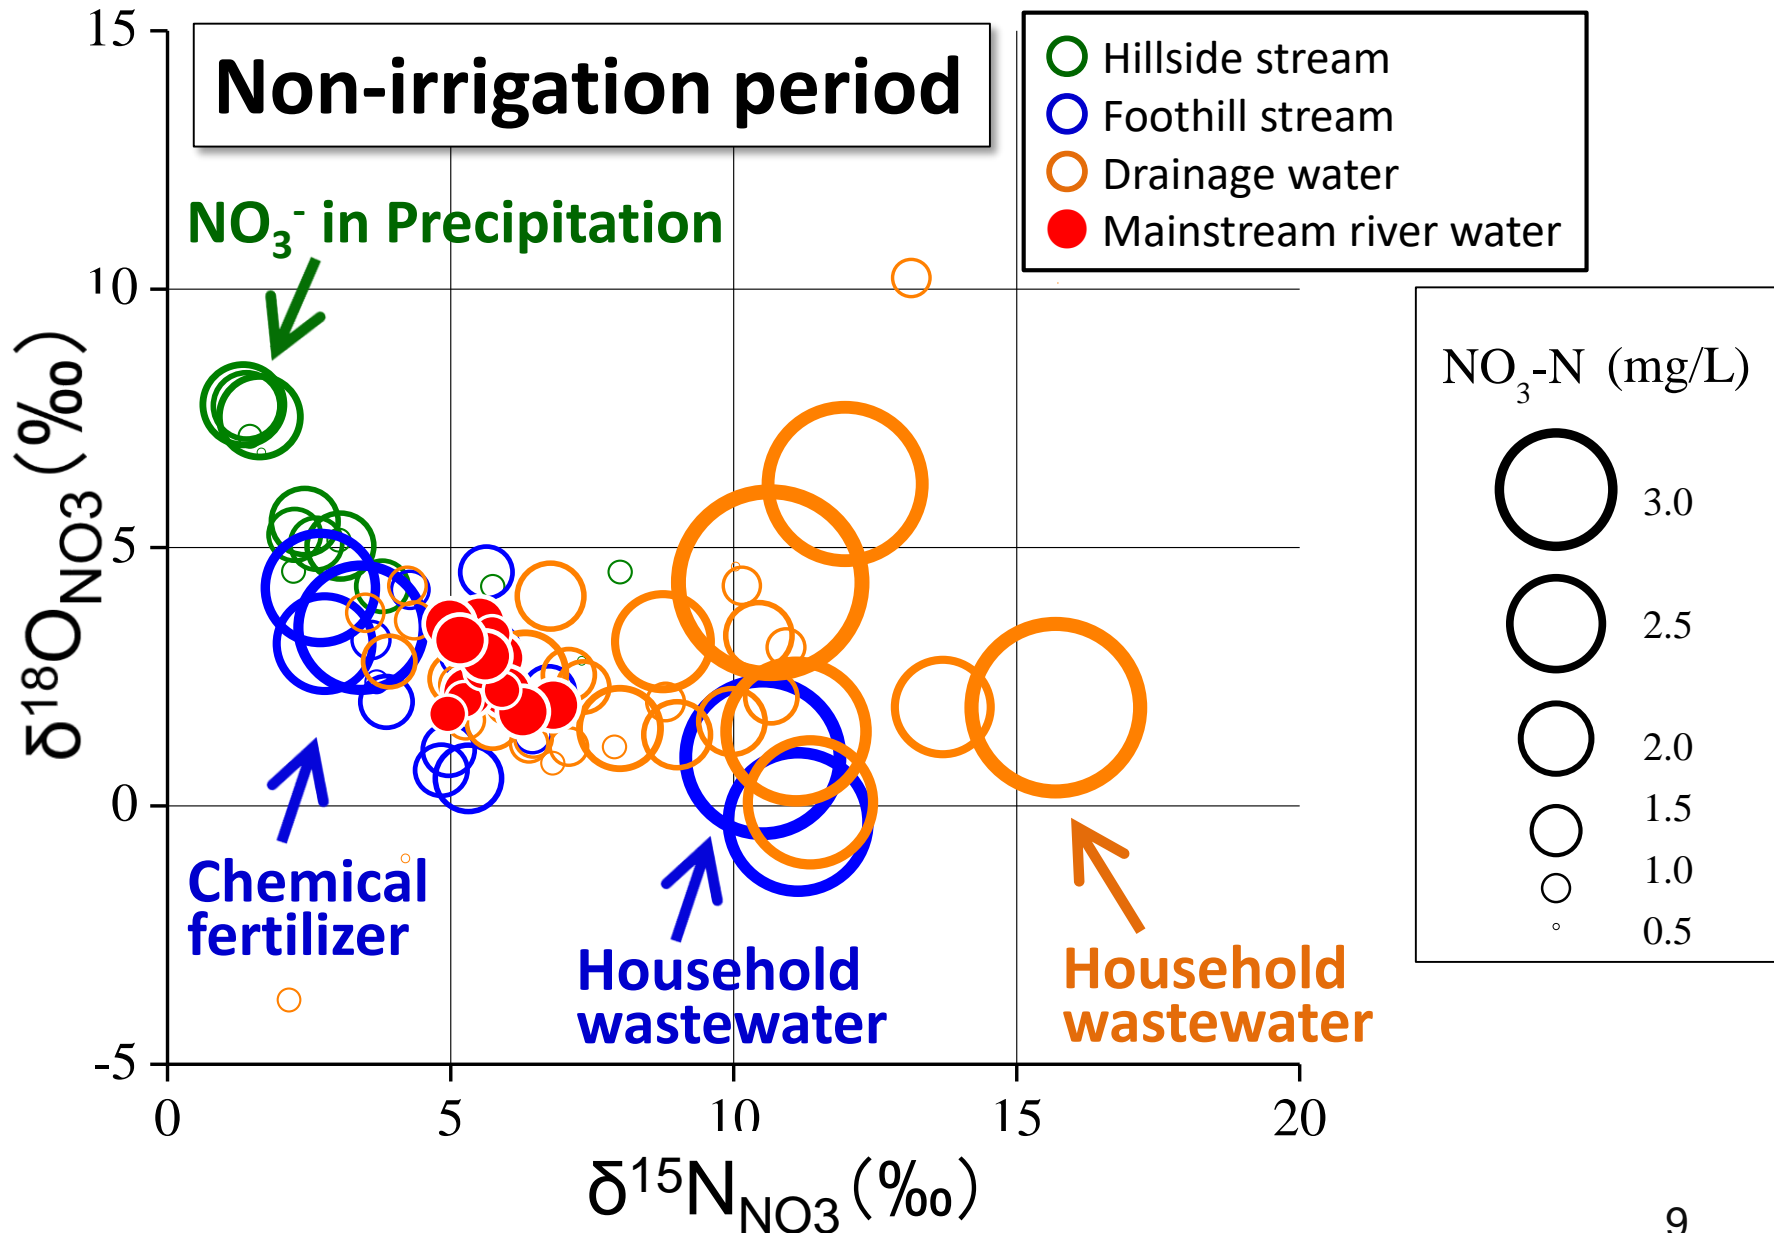 Non-irrigation period
Hillside stream
Foothill stream
Drainage water
Mainstream river water
NO₃⁻ in Precipitation
NO₃-N (mg/L)
3.0
2.5
2.0
1.5
1.0
0.5
15
10
5
0
-5
δ¹⁸O_NO3 (‰)
Chemical
fertilizer
Household
wastewater
Household
wastewater
0
5
10
15
20
δ¹⁵N_NO3 (‰)
9